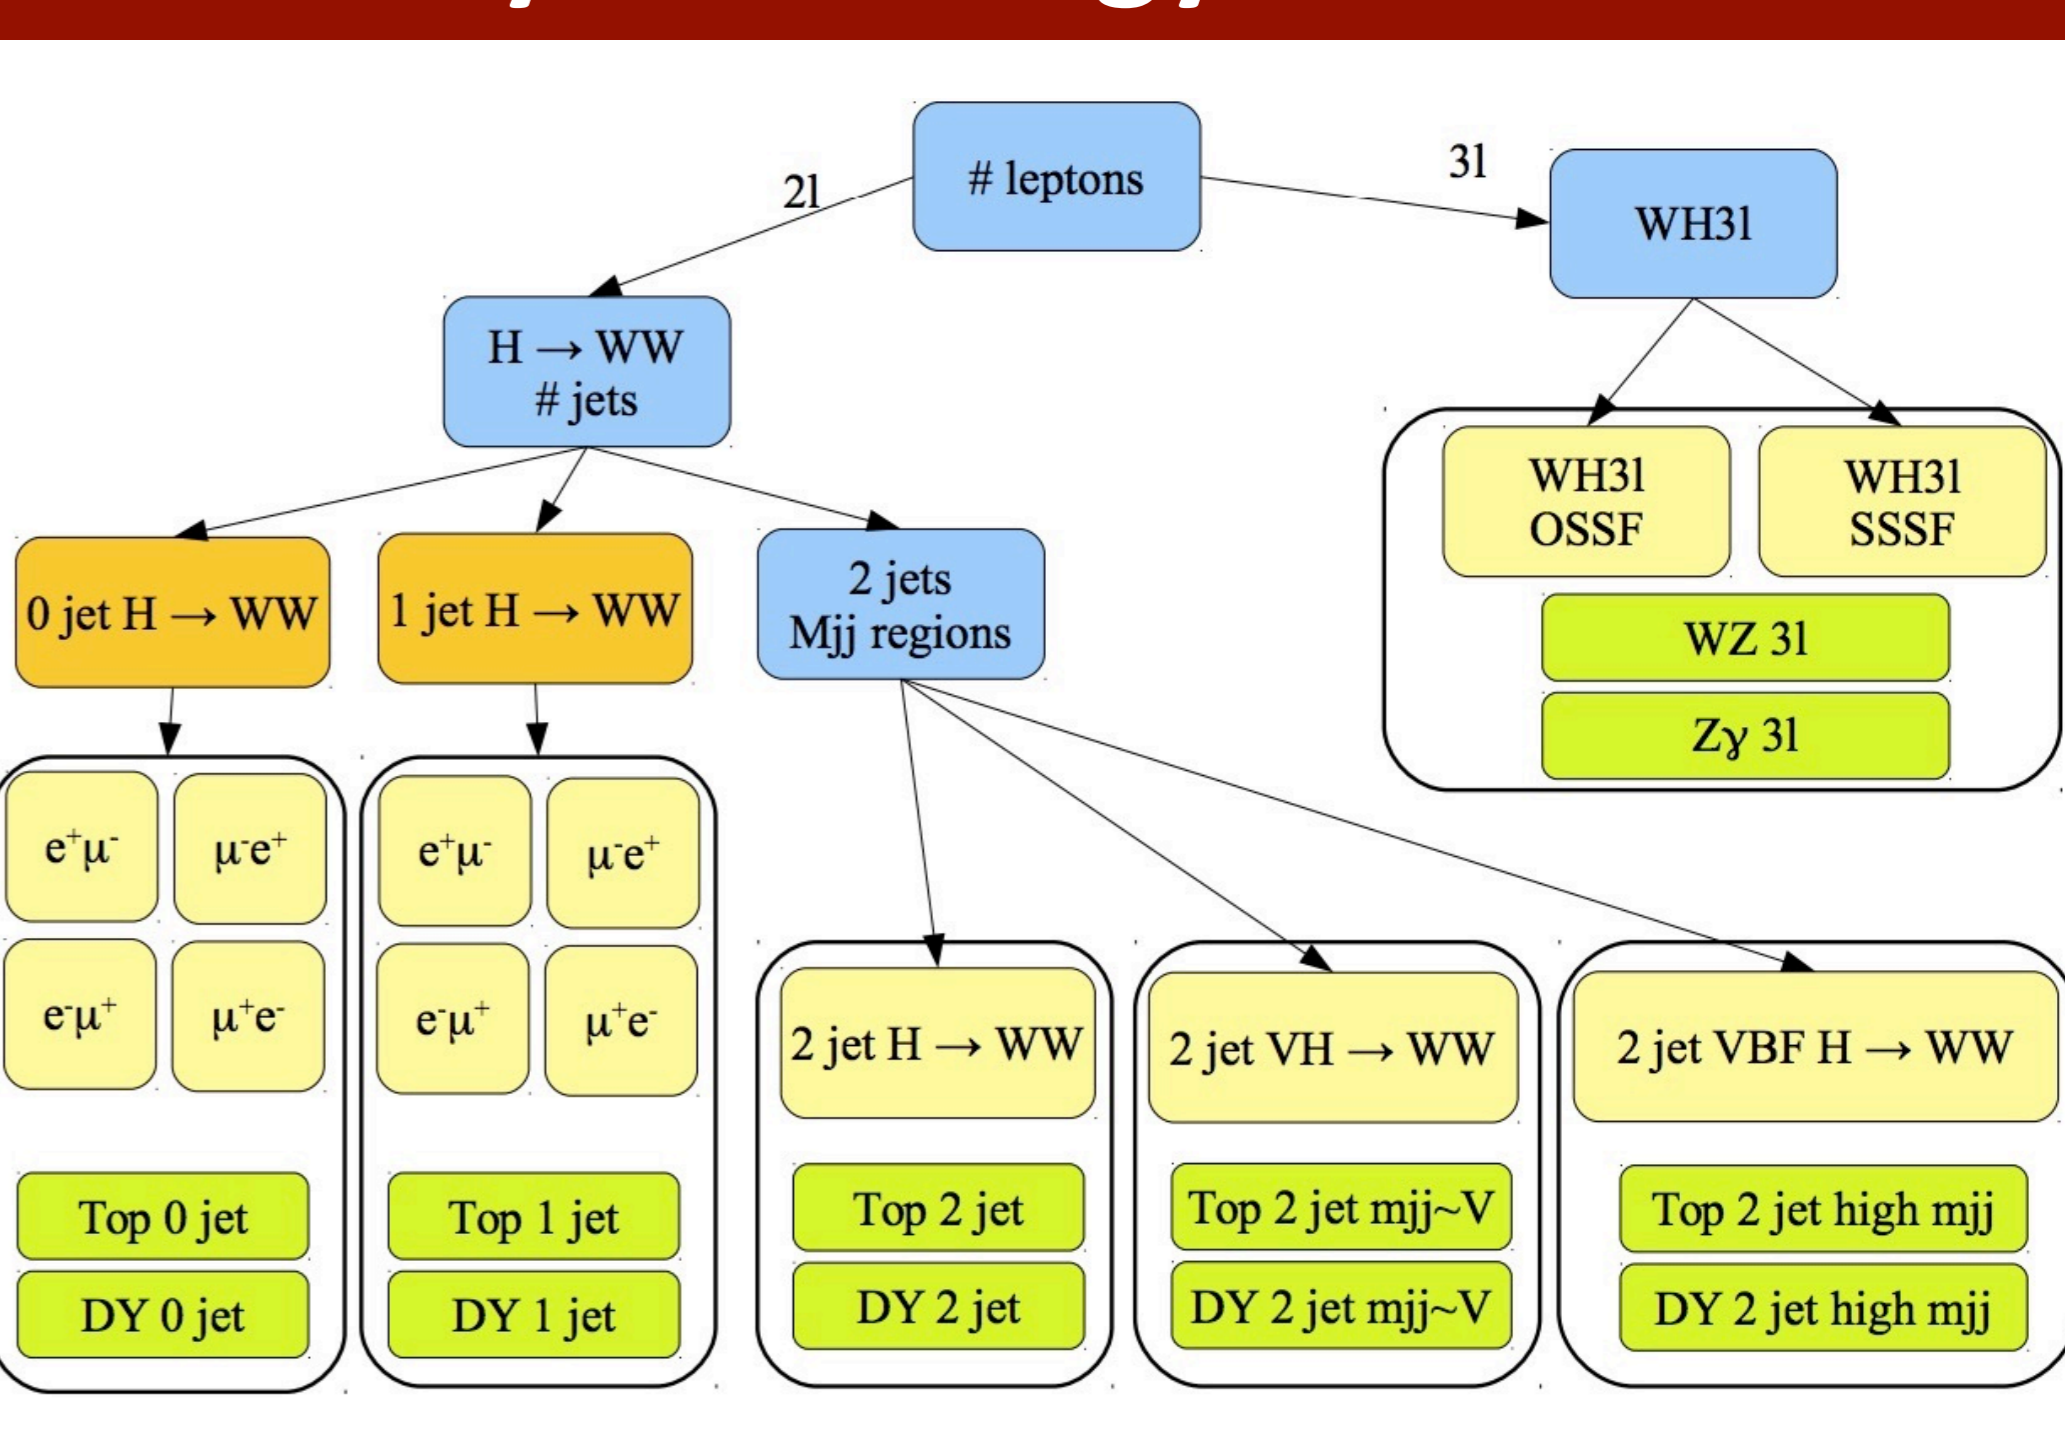 # leptons
2l
3l
WH3l
H → WW
# jets
WH3l
OSSF
WH3l
SSSF
0 jet H → WW
1 jet H → WW
2 jets
Mjj regions
WZ 3l
Zγ 3l
e⁺μ⁻
μ⁻e⁺
e⁻μ⁺
μ⁺e⁻
Top 0 jet
DY 0 jet
e⁺μ⁻
μ⁻e⁺
e⁻μ⁺
μ⁺e⁻
Top 1 jet
DY 1 jet
2 jet H → WW
Top 2 jet
DY 2 jet
2 jet VH → WW
Top 2 jet mjj~V
DY 2 jet mjj~V
2 jet VBF H → WW
Top 2 jet high mjj
DY 2 jet high mjj